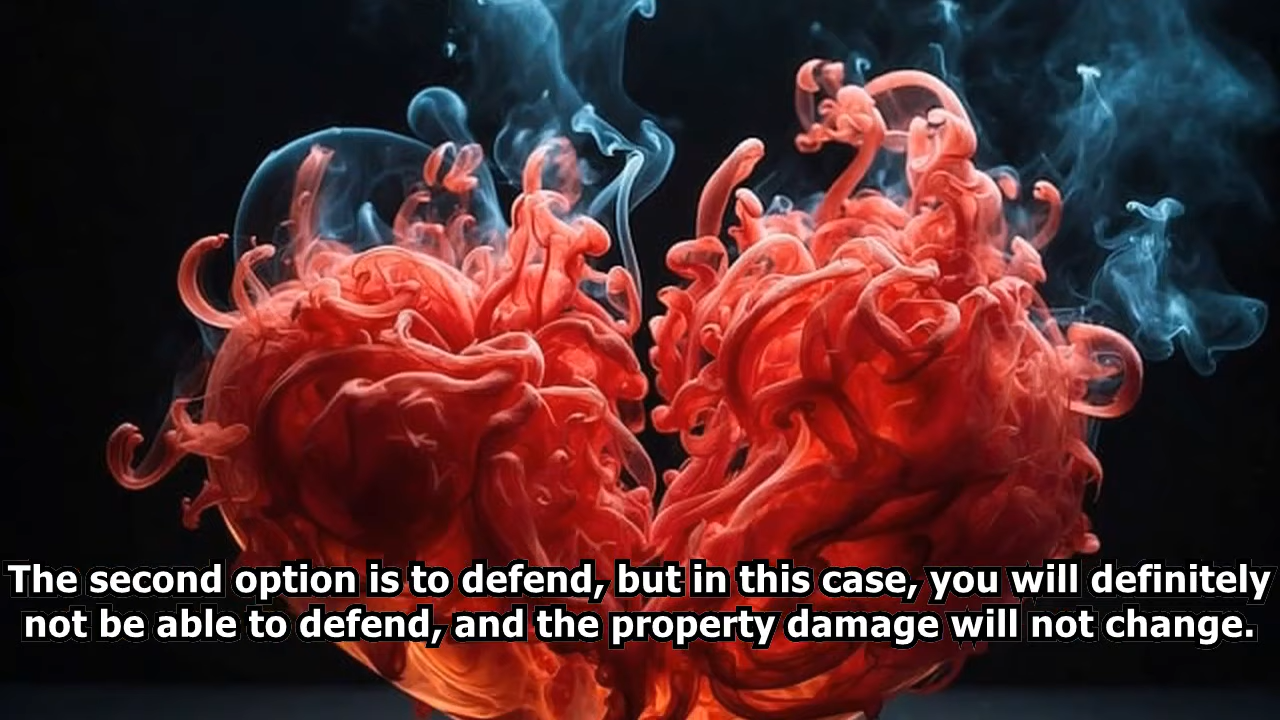 The second option is to defend, but in this case, you will definitely
not be able to defend, and the property damage will not change.